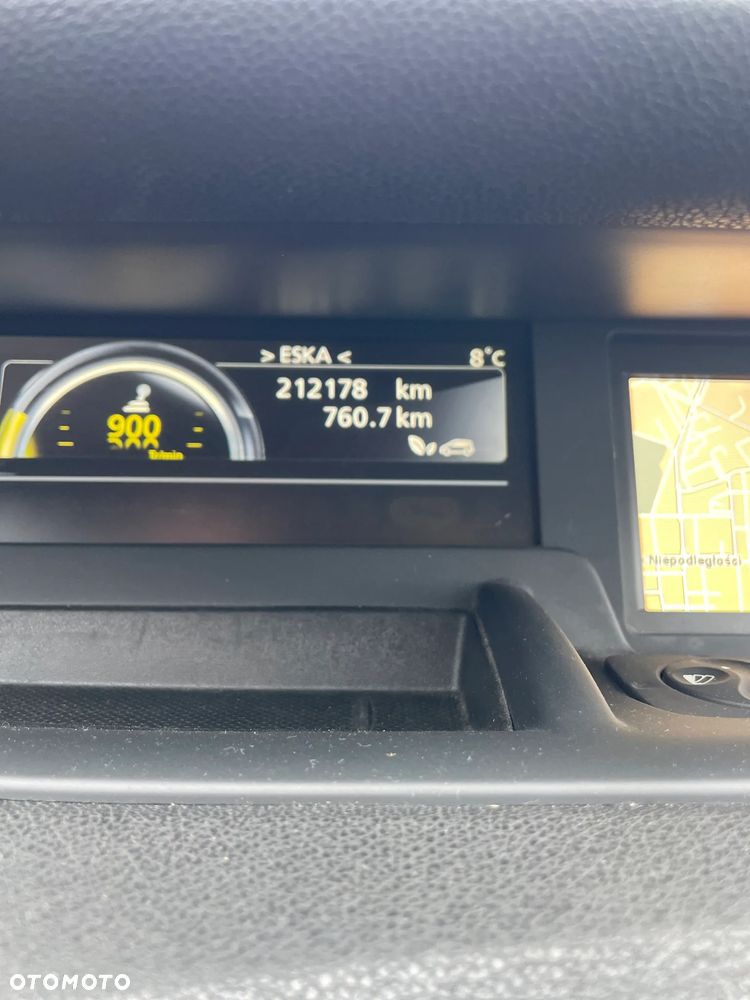 > ESKA <
8°C
212178 km
760.7 km
900
Tr/min
Niepodległości
OTOMOTO